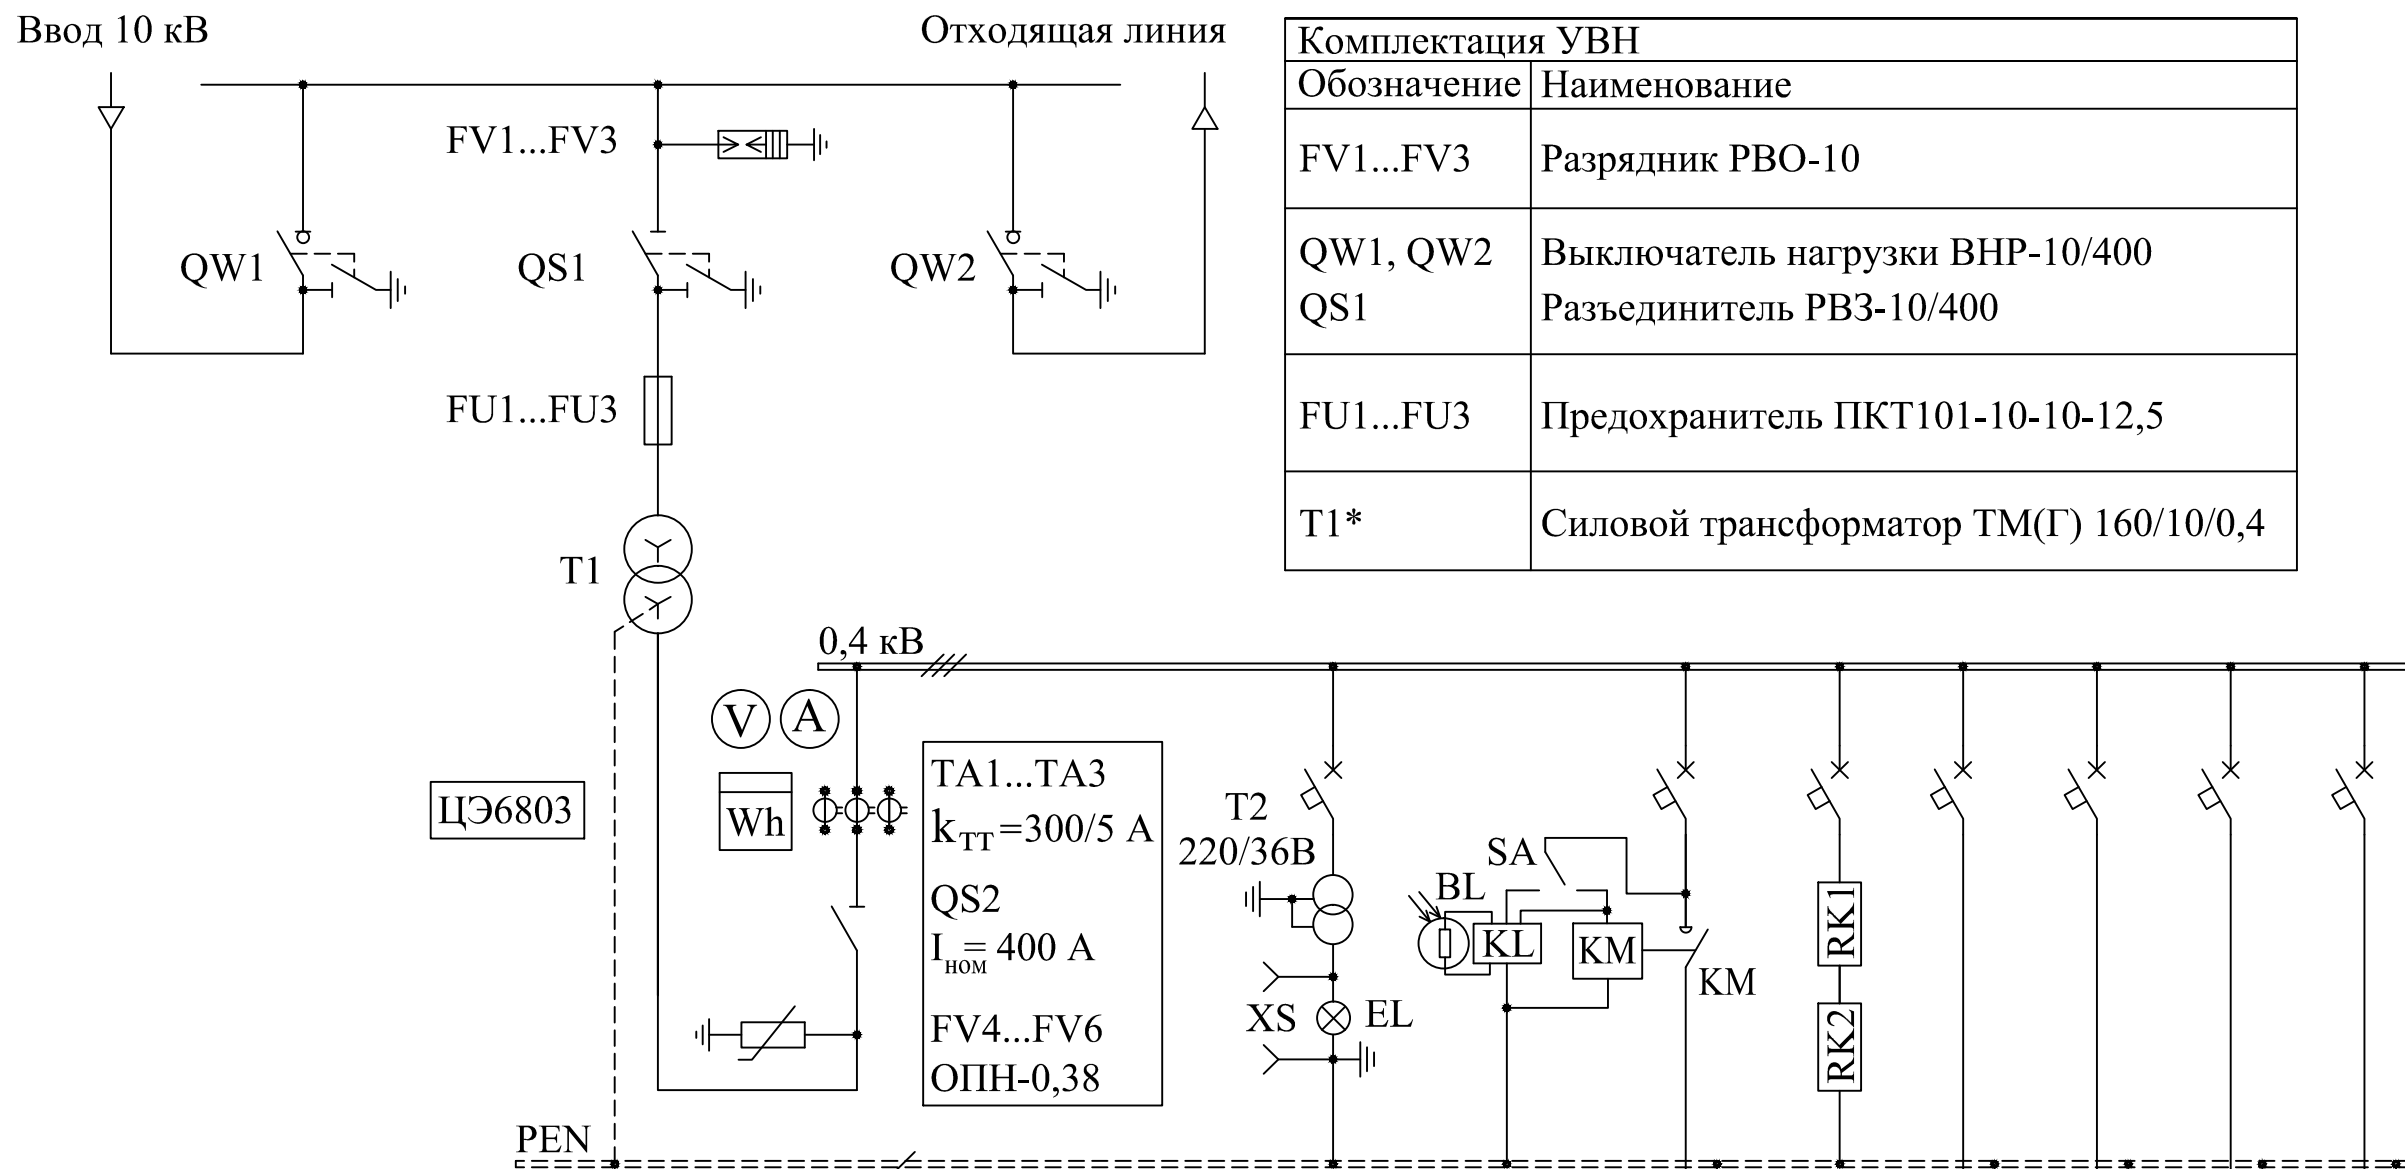 Ввод 10 кВ
Отходящая линия
FV1...FV3
QW1
QS1
QW2
FU1...FU3
T1
Комплектация УВН
Обозначение Наименование
FV1...FV3 Разрядник РВО-10
QW1, QW2 Выключатель нагрузки ВНР-10/400
QS1 Разъединитель РВЗ-10/400
FU1...FU3 Предохранитель ПКТ101-10-10-12,5
T1* Силовой трансформатор ТМ(Г) 160/10/0,4
0,4 кВ
V A
ЦЭ6803
Wh
TA1...TA3
kТТ=300/5 А
QS2
Iном= 400 А
FV4...FV6
ОПН-0,38
T2
220/36В
XS
EL
SA
BL
KL
KM
KM
RK1
RK2
PEN